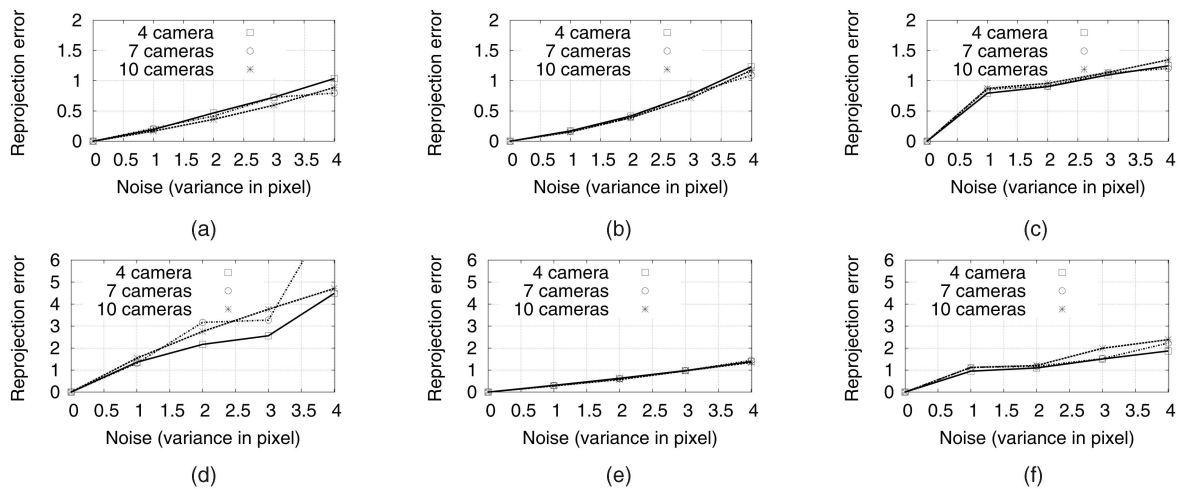 Reprojection error
2
1.5
1
0.5
0
4 camera
7 cameras
10 cameras
0 0.5 1 1.5 2 2.5 3 3.5 4
Noise (variance in pixel)
(a)
Reprojection error
2
1.5
1
0.5
0
4 camera
7 cameras
10 cameras
0 0.5 1 1.5 2 2.5 3 3.5 4
Noise (variance in pixel)
(b)
Reprojection error
2
1.5
1
0.5
0
4 camera
7 cameras
10 cameras
0 0.5 1 1.5 2 2.5 3 3.5 4
Noise (variance in pixel)
(c)
Reprojection error
6
5
4
3
2
1
0
4 camera
7 cameras
10 cameras
0 0.5 1 1.5 2 2.5 3 3.5 4
Noise (variance in pixel)
(d)
Reprojection error
6
5
4
3
2
1
0
4 camera
7 cameras
10 cameras
0 0.5 1 1.5 2 2.5 3 3.5 4
Noise (variance in pixel)
(e)
Reprojection error
6
5
4
3
2
1
0
4 camera
7 cameras
10 cameras
0 0.5 1 1.5 2 2.5 3 3.5 4
Noise (variance in pixel)
(f)